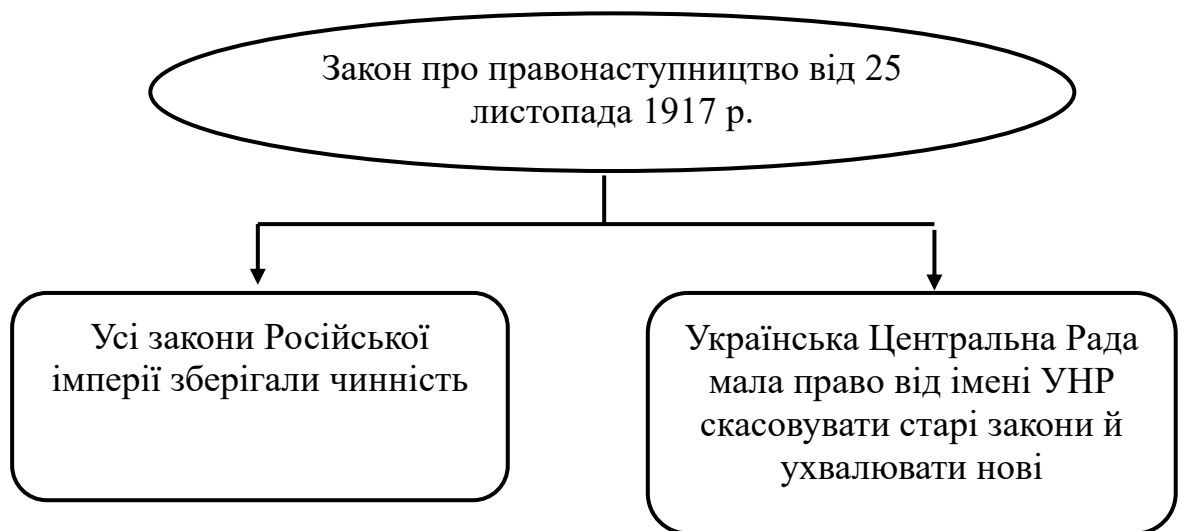 Закон про правонаступництво від 25
листопада 1917 р.
Усі закони Російської
імперії зберігали чинність
Українська Центральна Рада
мала право від імені УНР
скасовувати старі закони й
ухвалювати нові